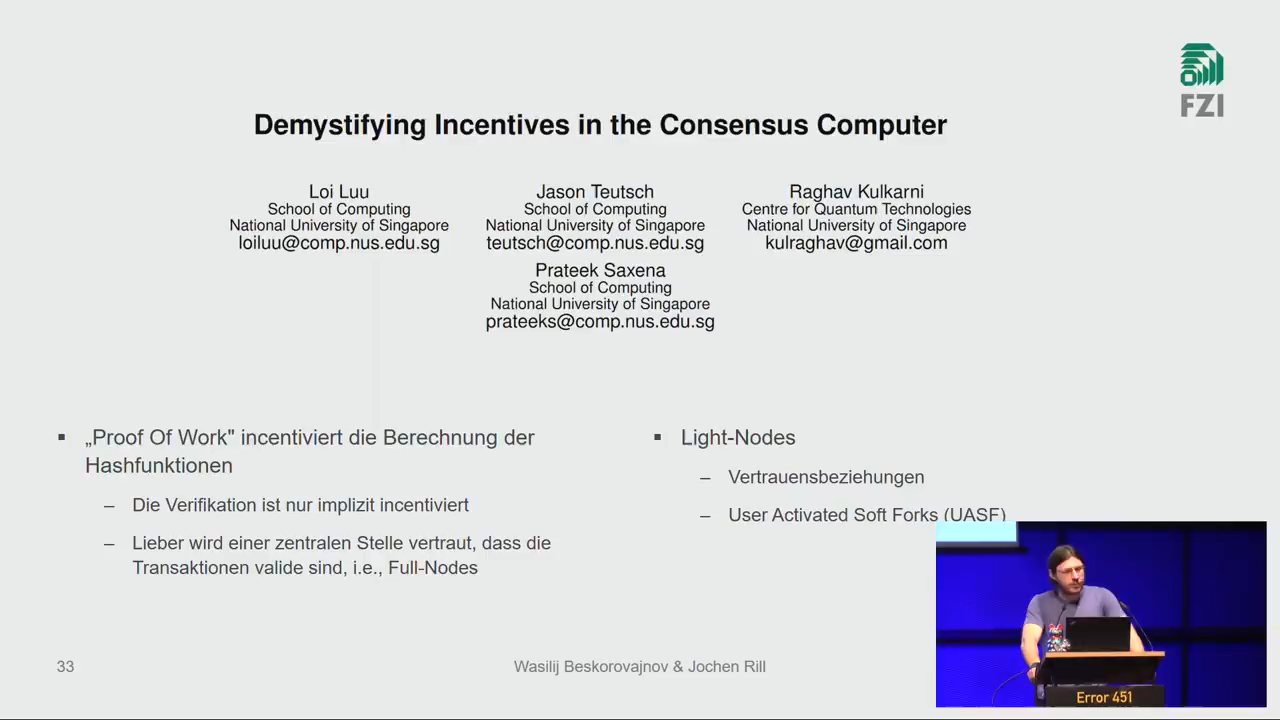 FZI
Demystifying Incentives in the Consensus Computer
Loi Luu
School of Computing
National University of Singapore
loiluu@comp.nus.edu.sg
Jason Teutsch
School of Computing
National University of Singapore
teutsch@comp.nus.edu.sg
Raghav Kulkarni
Centre for Quantum Technologies
National University of Singapore
kulraghav@gmail.com
Prateek Saxena
School of Computing
National University of Singapore
prateeks@comp.nus.edu.sg
▪ „Proof Of Work" incentiviert die Berechnung der
Hashfunktionen
– Die Verifikation ist nur implizit incentiviert
– Lieber wird einer zentralen Stelle vertraut, dass die
Transaktionen valide sind, i.e., Full-Nodes
▪ Light-Nodes
– Vertrauensbeziehungen
– User Activated Soft Forks (UASF)
33
Wasilij Beskorovajnov & Jochen Rill
Error 451